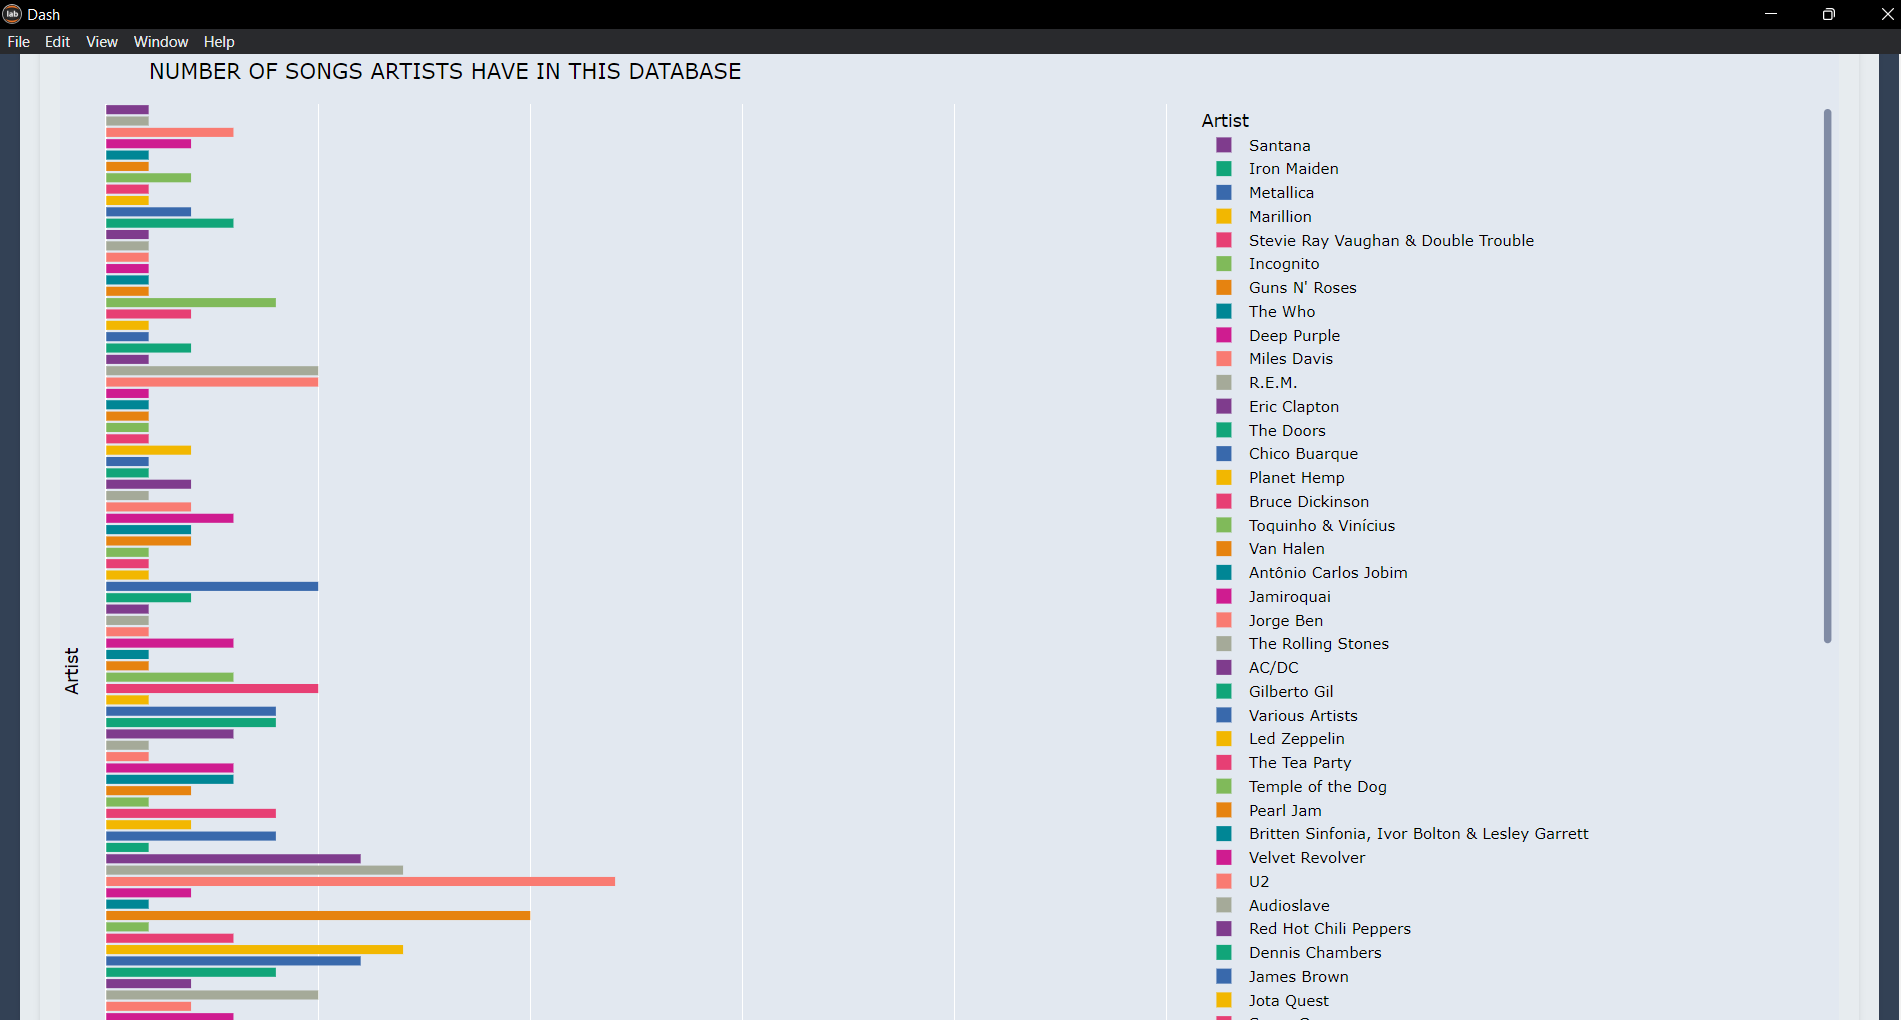 lab Dash
File Edit View Window Help
NUMBER OF SONGS ARTISTS HAVE IN THIS DATABASE
Artist
Artist
Santana
Iron Maiden
Metallica
Marillion
Stevie Ray Vaughan & Double Trouble
Incognito
Guns N' Roses
The Who
Deep Purple
Miles Davis
R.E.M.
Eric Clapton
The Doors
Chico Buarque
Planet Hemp
Bruce Dickinson
Toquinho & Vinícius
Van Halen
Antônio Carlos Jobim
Jamiroquai
Jorge Ben
The Rolling Stones
AC/DC
Gilberto Gil
Various Artists
Led Zeppelin
The Tea Party
Temple of the Dog
Pearl Jam
Britten Sinfonia, Ivor Bolton & Lesley Garrett
Velvet Revolver
U2
Audioslave
Red Hot Chili Peppers
Dennis Chambers
James Brown
Jota Quest